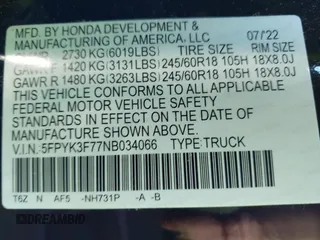 MFD. BY HONDA DEVELOPMENT &
MANUFACTURING OF AMERICA, LLC 07/22
GVWR 2730 KG (6019LBS) TIRE SIZE RIM SIZE
GAWR F 1420 KG (3131LBS) 245/60R18 105H 18X8.0J
GAWR R 1480 KG (3263LBS) 245/60R18 105H 18X8.0J
THIS VEHICLE CONFORMS TO ALL APPLICABLE
FEDERAL MOTOR VEHICLE SAFETY
STANDARDS IN EFFECT ON THE DATE OF
MANUFACTURE SHOWN ABOVE.
V.I.N.:5FPYK3F77NB034066 TYPE:TRUCK
T6Z N AF5 -NH731P -A -B
DREAMBID